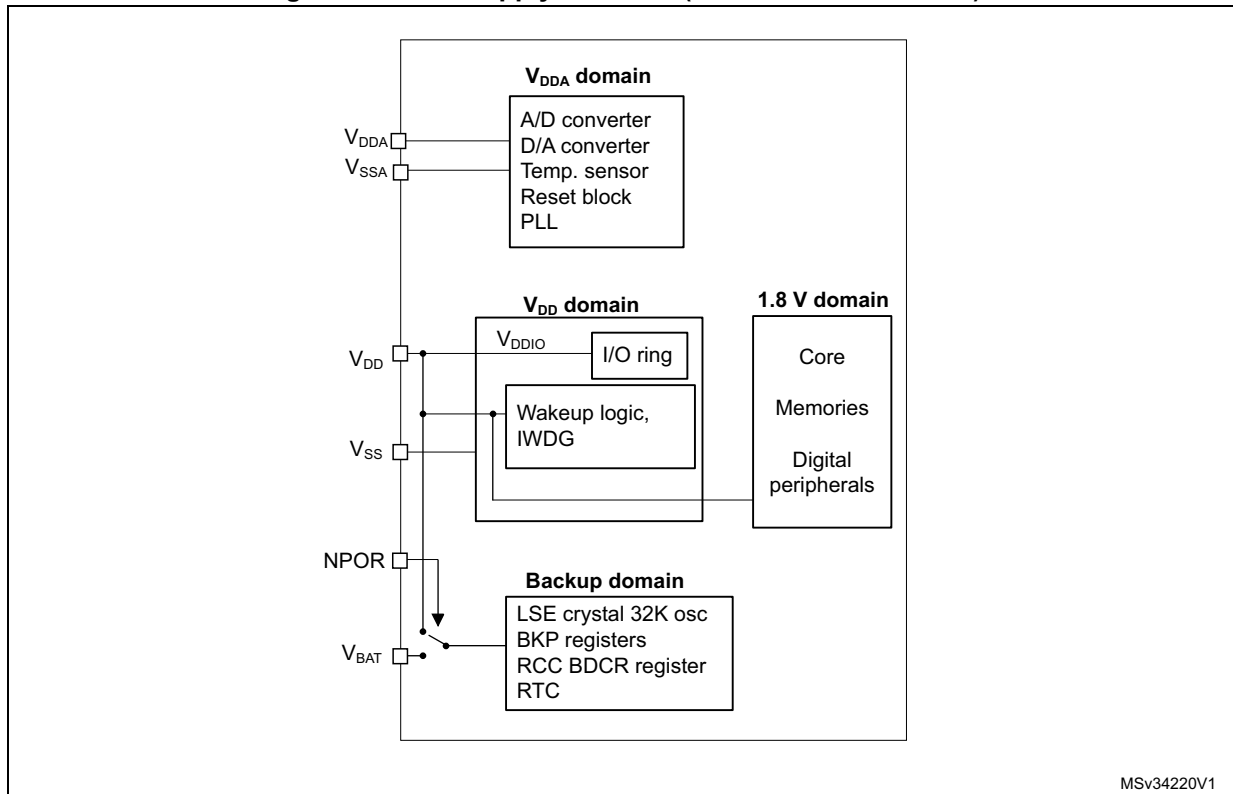 V_DDA domain
V_DDA
V_SSA
A/D converter
D/A converter
Temp. sensor
Reset block
PLL
V_DD domain
V_DD
V_DDIO
I/O ring
Wakeup logic,
IWDG
V_SS
1.8 V domain
Core
Memories
Digital
peripherals
NPOR
V_BAT
Backup domain
LSE crystal 32K osc
BKP registers
RCC BDCR register
RTC
MSv34220V1